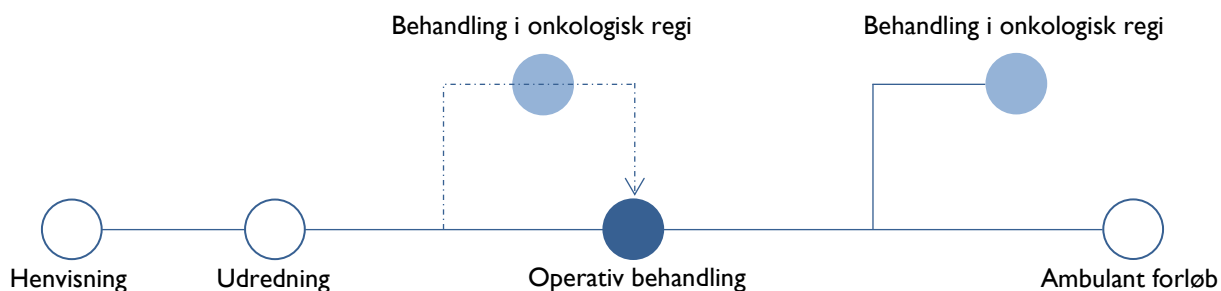 Behandling i onkologisk regi
Behandling i onkologisk regi
Henvisning
Udredning
Operativ behandling
Ambulant forløb